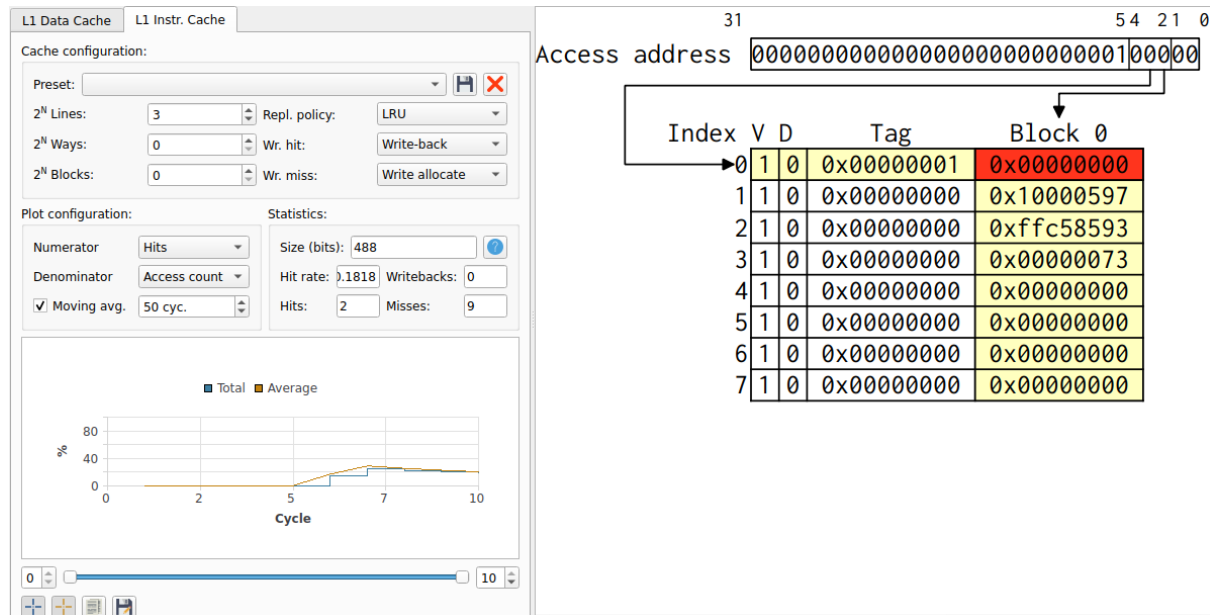 L1 Data Cache L1 Instr. Cache
Cache configuration:
Preset:
2^N Lines: 3 Repl. policy: LRU
2^N Ways: 0 Wr. hit: Write-back
2^N Blocks: 0 Wr. miss: Write allocate
Plot configuration: Statistics:
Numerator Hits Size (bits): 488 ?
Denominator Access count Hit rate: 0.1818 Writebacks: 0
Moving avg. 50 cyc. Hits: 2 Misses: 9
Total Average
80
40
0
%
0 2 5 7 10
Cycle
0 10
31 5 4 2 1 0
Access address 00000000000000000000000000100000
Index V D Tag Block 0
0 1 0 0x00000001 0x00000000
1 1 0 0x00000000 0x10000597
2 1 0 0x00000000 0xffc58593
3 1 0 0x00000000 0x00000073
4 1 0 0x00000000 0x00000000
5 1 0 0x00000000 0x00000000
6 1 0 0x00000000 0x00000000
7 1 0 0x00000000 0x00000000